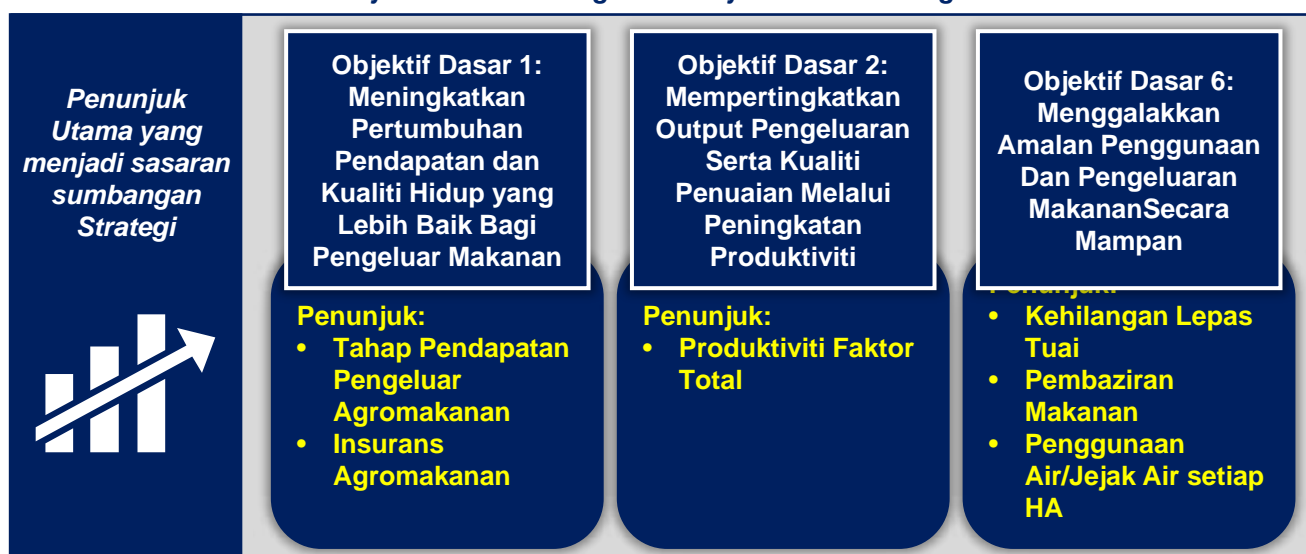 Penunjuk
Utama yang
menjadi sasaran
sumbangan
Strategi
Objektif Dasar 1:
Meningkatkan
Pertumbuhan
Pendapatan dan
Kualiti Hidup yang
Lebih Baik Bagi
Pengeluar Makanan
Penunjuk:
• Tahap Pendapatan
Pengeluar
Agromakanan
• Insurans
Agromakanan
Objektif Dasar 2:
Mempertingkatkan
Output Pengeluaran
Serta Kualiti
Penuaian Melalui
Peningkatan
Produktiviti
Penunjuk:
• Produktiviti Faktor
Total
Objektif Dasar 6:
Menggalakkan
Amalan Penggunaan
Dan Pengeluaran
MakananSecara
Mampan
Penunjuk:
• Kehilangan Lepas
Tuai
• Pembaziran
Makanan
• Penggunaan
Air/Jejak Air setiap
HA